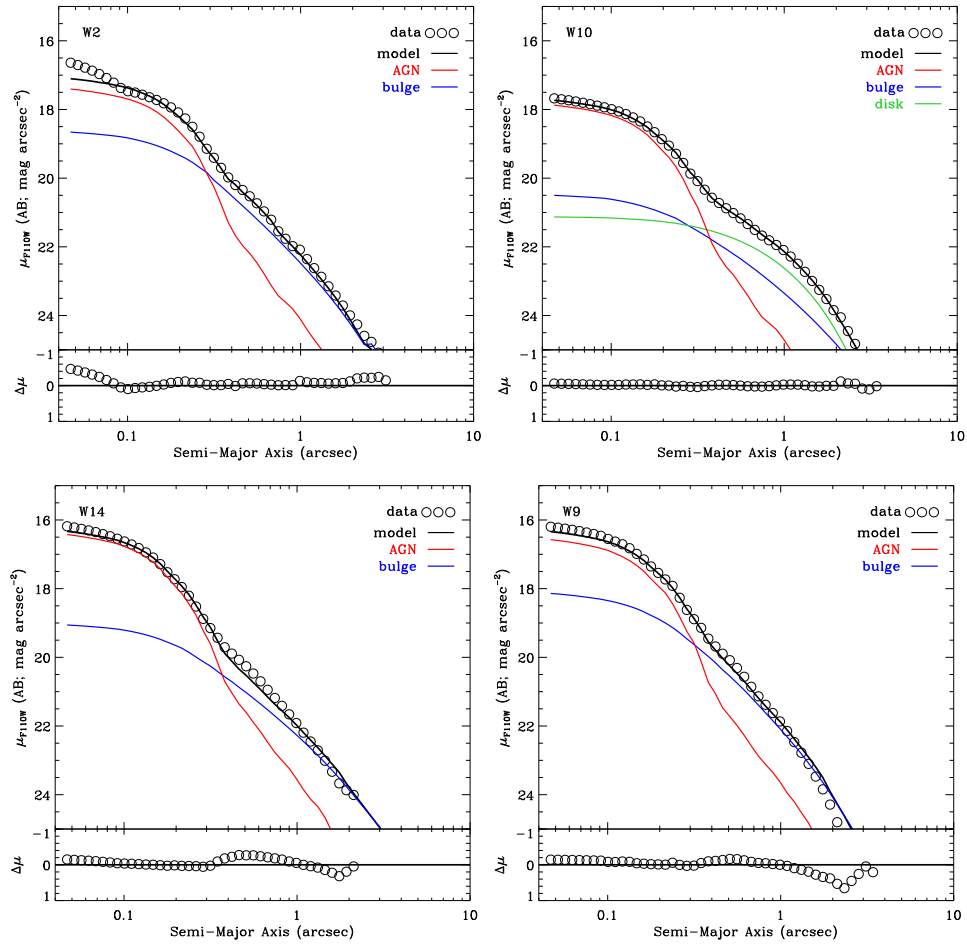 W2
data
model
AGN
bulge
16
18
20
22
24
μF110W (AB; mag arcsec−2)
−1
0
1
Δμ
0.1 1 10
Semi−Major Axis (arcsec)
W10
data
model
AGN
bulge
disk
16
18
20
22
24
μF110W (AB; mag arcsec−2)
−1
0
1
Δμ
0.1 1 10
Semi−Major Axis (arcsec)
W14
data
model
AGN
bulge
16
18
20
22
24
μF110W (AB; mag arcsec−2)
−1
0
1
Δμ
0.1 1 10
Semi−Major Axis (arcsec)
W9
data
model
AGN
bulge
16
18
20
22
24
μF110W (AB; mag arcsec−2)
−1
0
1
Δμ
0.1 1 10
Semi−Major Axis (arcsec)